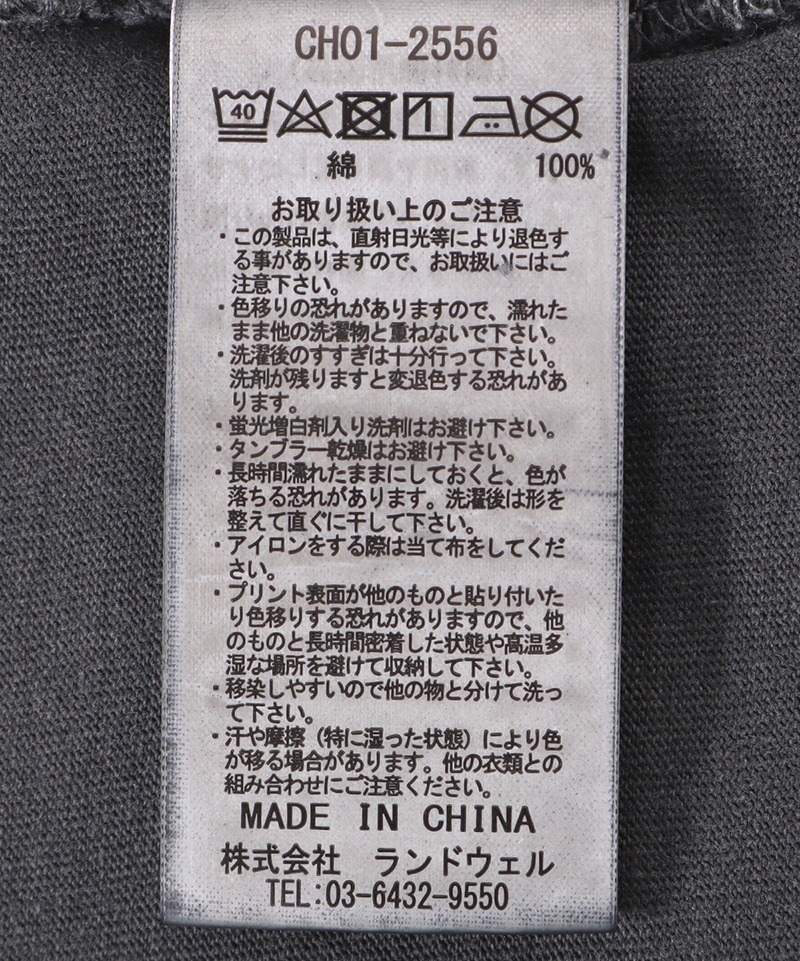 CH01-2556
40
綿 100%
お取り扱い上のご注意
・この製品は、直射日光等により退色す
る事がありますので、お取扱いにはご
注意下さい。
・色移りの恐れがありますので、濡れた
まま他の洗濯物と重ねないで下さい。
・洗濯後のすすぎは十分行って下さい。
洗剤が残りますと変退色する恐れがあ
ります。
・蛍光増白剤入り洗剤はお避け下さい。
・タンブラー乾燥はお避け下さい。
・長時間濡れたままにしておくと、色が
落ちる恐れがあります。洗濯後は形を
整えて直ぐに干して下さい。
・アイロンをする際は当て布をしてくだ
さい。
・プリント表面が他のものと貼り付いた
り色移りする恐れがありますので、他
のものと長時間密着した状態や高温多
湿な場所を避けて収納して下さい。
・移染しやすいので他の物と分けて洗っ
て下さい。
・汗や摩擦（特に湿った状態）により色
が移る場合があります。他の衣類との
組み合わせにご注意ください。
MADE IN CHINA
株式会社 ランドウェル
TEL:03-6432-9550